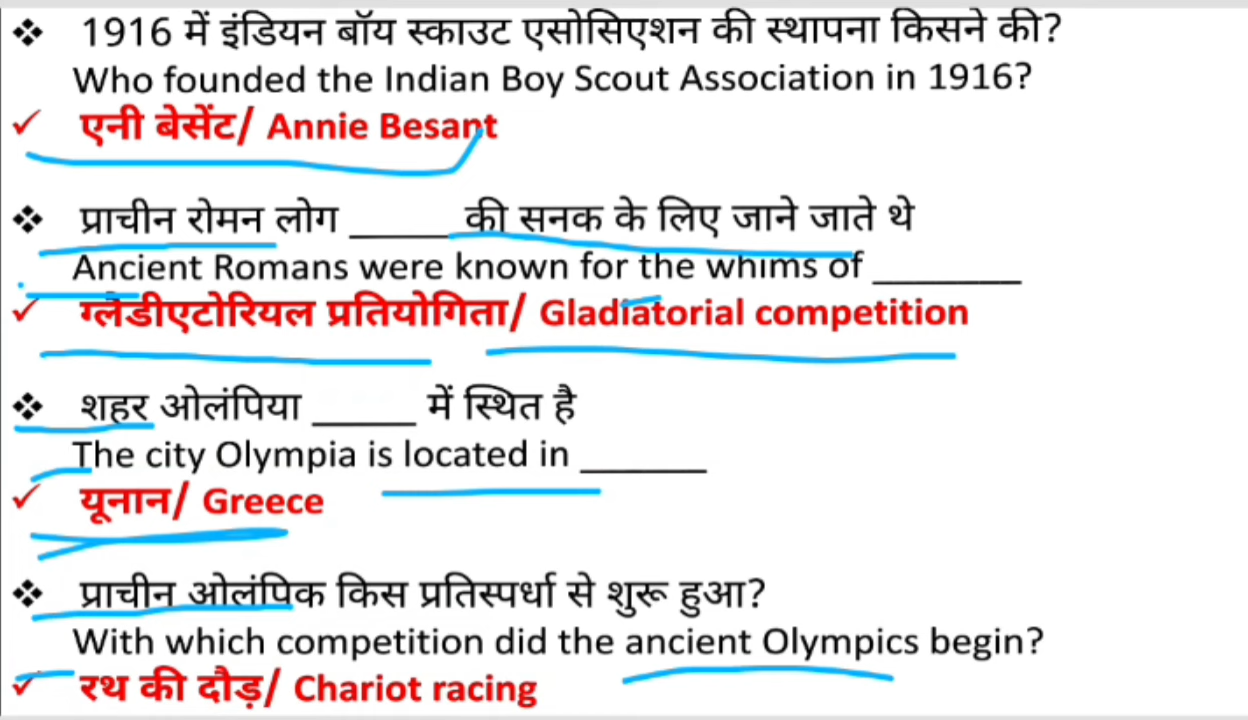 ❖ 1916 में इंडियन बॉय स्काउट एसोसिएशन की स्थापना किसने की?
Who founded the Indian Boy Scout Association in 1916?
✓ एनी बेसेंट/ Annie Besant
❖ प्राचीन रोमन लोग _____ की सनक के लिए जाने जाते थे
Ancient Romans were known for the whims of _______
✓ ग्लैडीएटोरियल प्रतियोगिता/ Gladiatorial competition
❖ शहर ओलंपिया _____ में स्थित है
The city Olympia is located in ______
✓ यूनान/ Greece
❖ प्राचीन ओलंपिक किस प्रतिस्पर्धा से शुरू हुआ?
With which competition did the ancient Olympics begin?
✓ रथ की दौड़/ Chariot racing